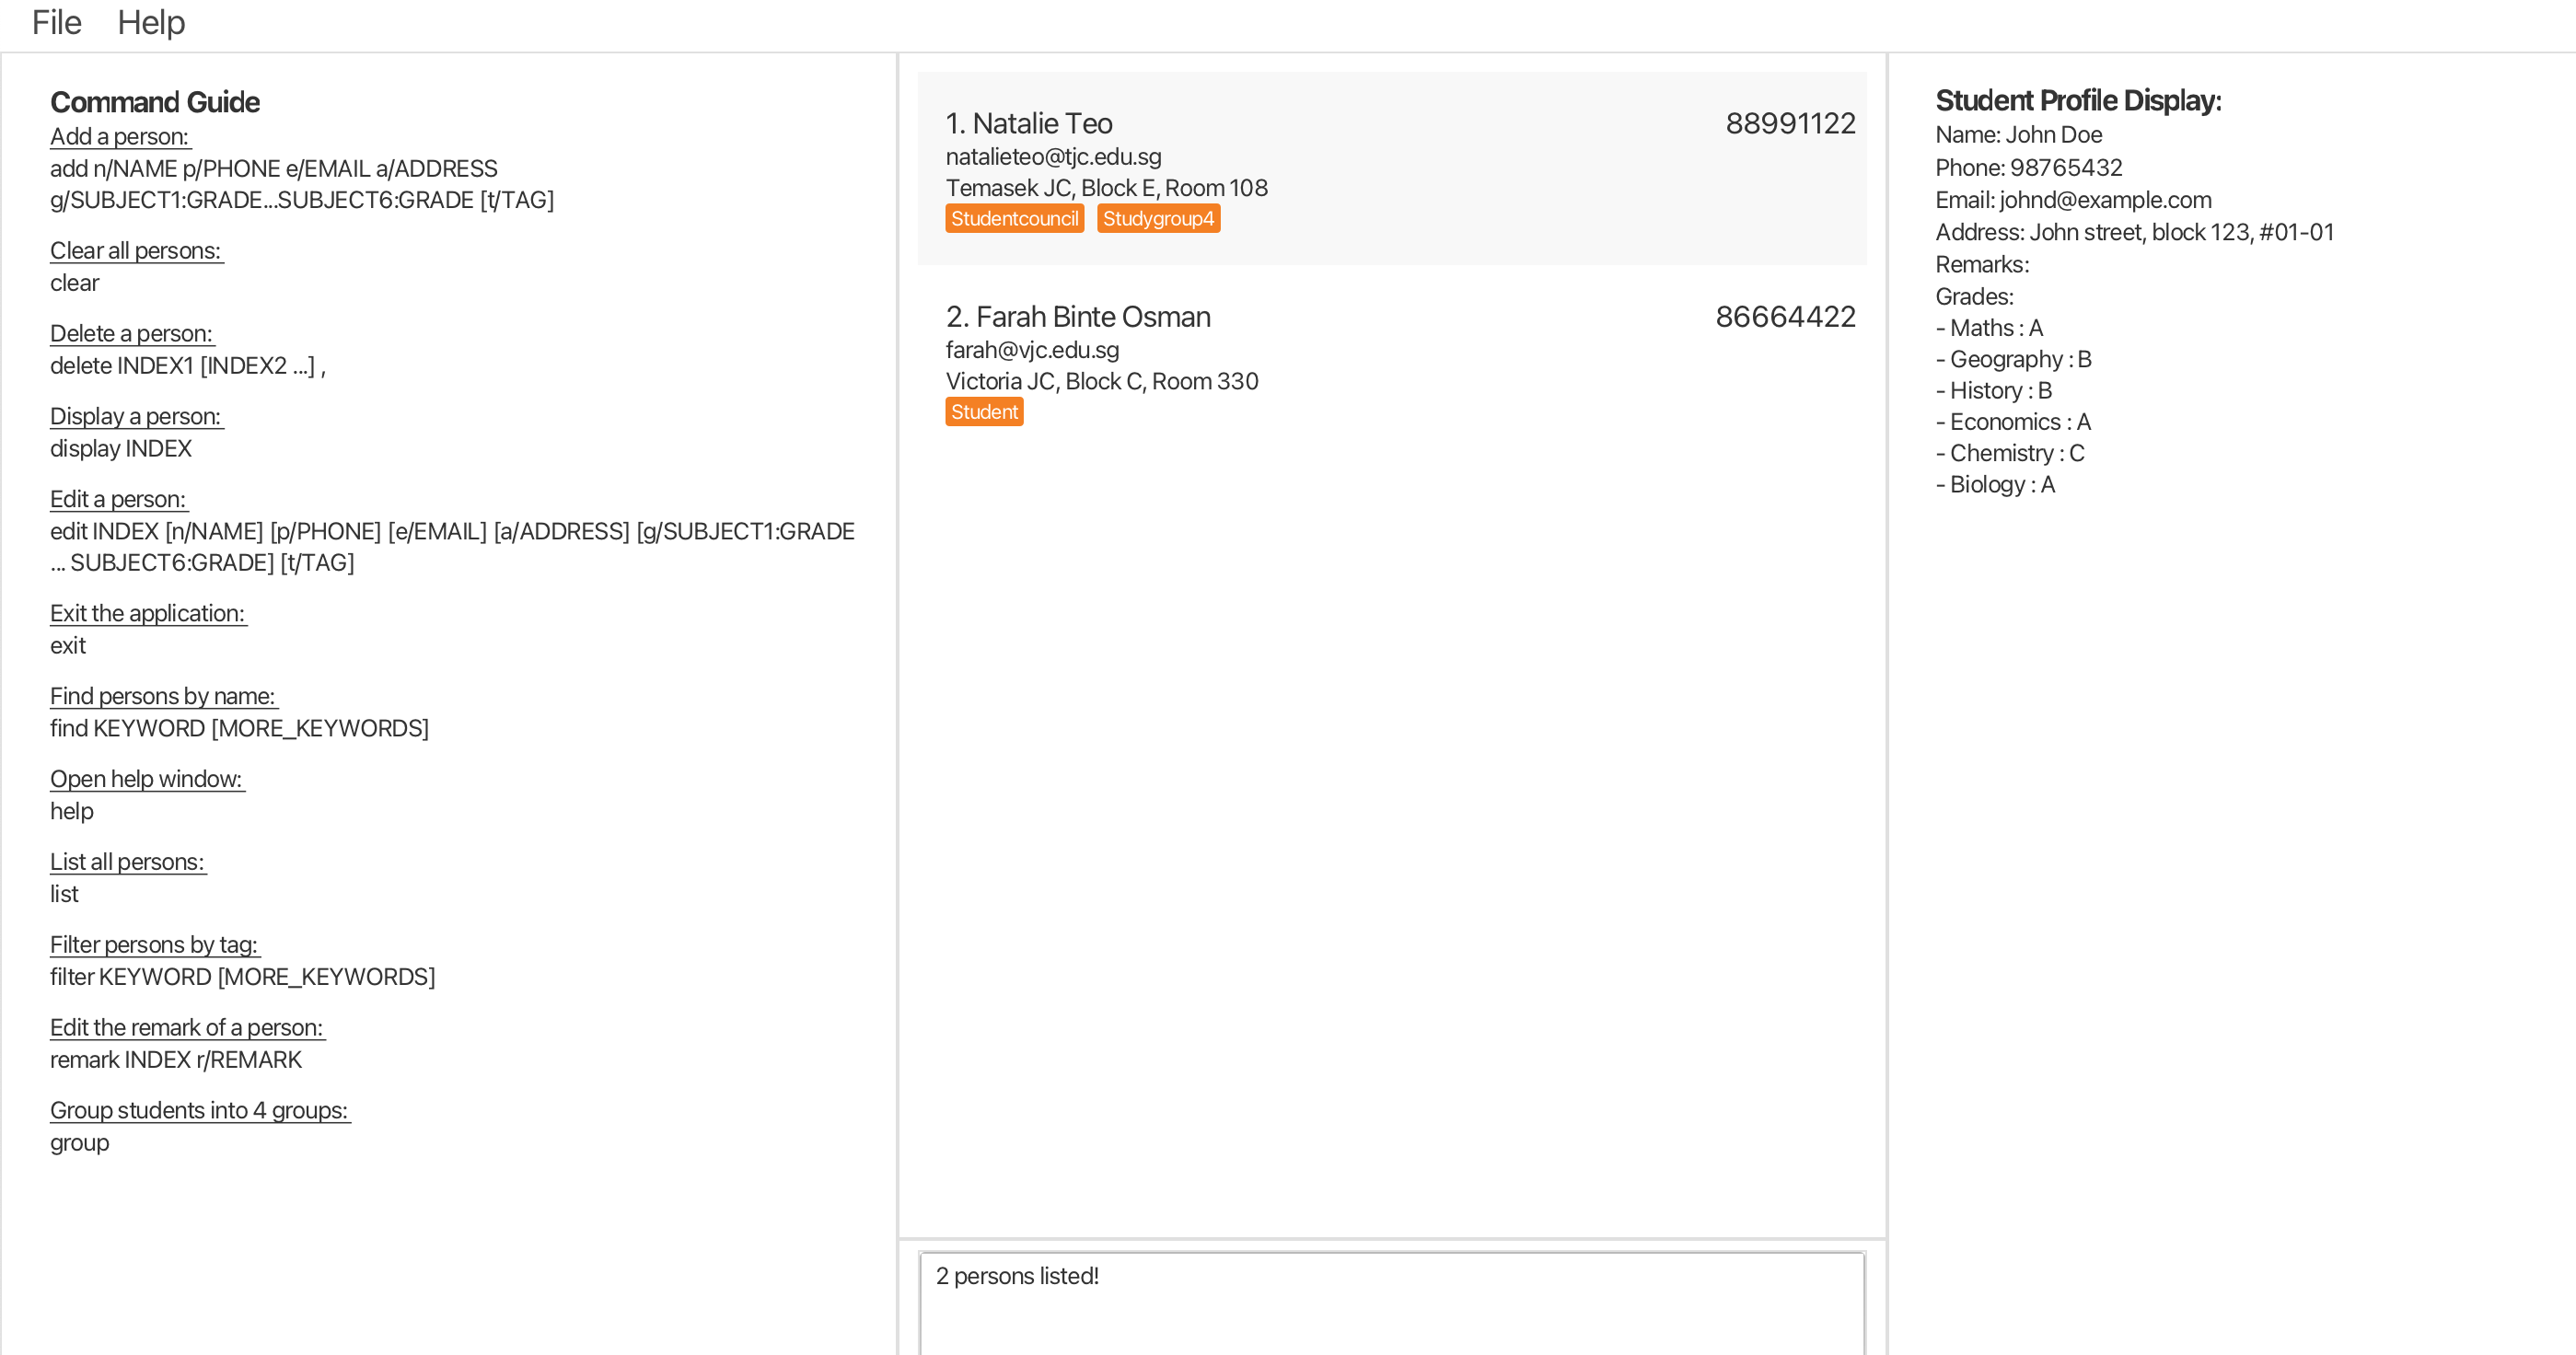 File Help
Command Guide
Add a person:
add n/NAME p/PHONE e/EMAIL a/ADDRESS
g/SUBJECT1:GRADE...SUBJECT6:GRADE [t/TAG]
Clear all persons:
clear
Delete a person:
delete INDEX1 [INDEX2 ...] ,
Display a person:
display INDEX
Edit a person:
edit INDEX [n/NAME] [p/PHONE] [e/EMAIL] [a/ADDRESS] [g/SUBJECT1:GRADE
... SUBJECT6:GRADE] [t/TAG]
Exit the application:
exit
Find persons by name:
find KEYWORD [MORE_KEYWORDS]
Open help window:
help
List all persons:
list
Filter persons by tag:
filter KEYWORD [MORE_KEYWORDS]
Edit the remark of a person:
remark INDEX r/REMARK
Group students into 4 groups:
group
1. Natalie Teo 88991122
natalieteo@tjc.edu.sg
Temasek JC, Block E, Room 108
Studentcouncil Studygroup4
2. Farah Binte Osman 86664422
farah@vjc.edu.sg
Victoria JC, Block C, Room 330
Student
2 persons listed!
Student Profile Display:
Name: John Doe
Phone: 98765432
Email: johnd@example.com
Address: John street, block 123, #01-01
Remarks:
Grades:
- Maths : A
- Geography : B
- History : B
- Economics : A
- Chemistry : C
- Biology : A